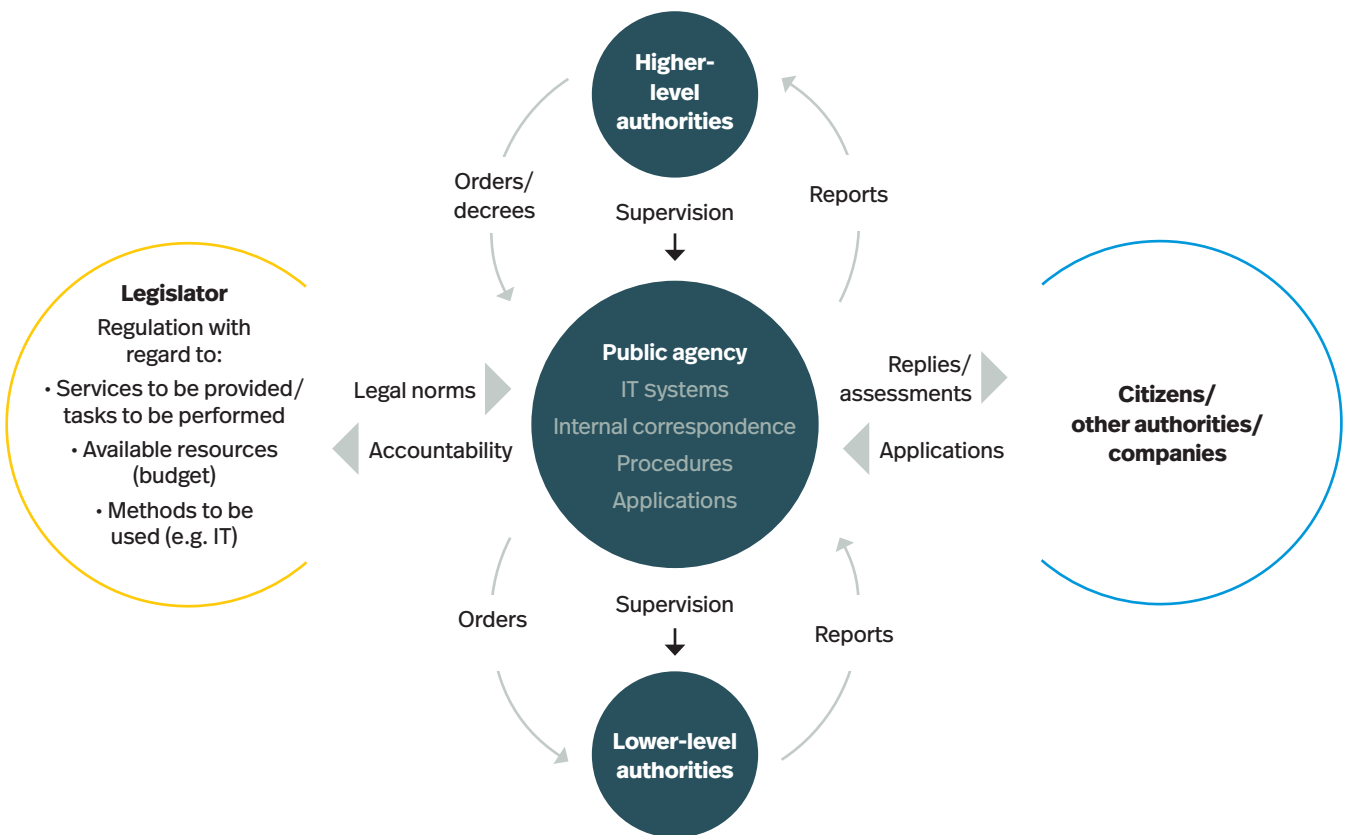 Higher-
level
authorities
Orders/
decrees
Supervision
Reports
Legislator
Regulation with
regard to:
• Services to be provided/
tasks to be performed
• Available resources
(budget)
• Methods to be
used (e.g. IT)
Legal norms
Accountability
Public agency
IT systems
Internal correspondence
Procedures
Applications
Replies/
assessments
Applications
Citizens/
other authorities/
companies
Orders
Supervision
Reports
Lower-level
authorities